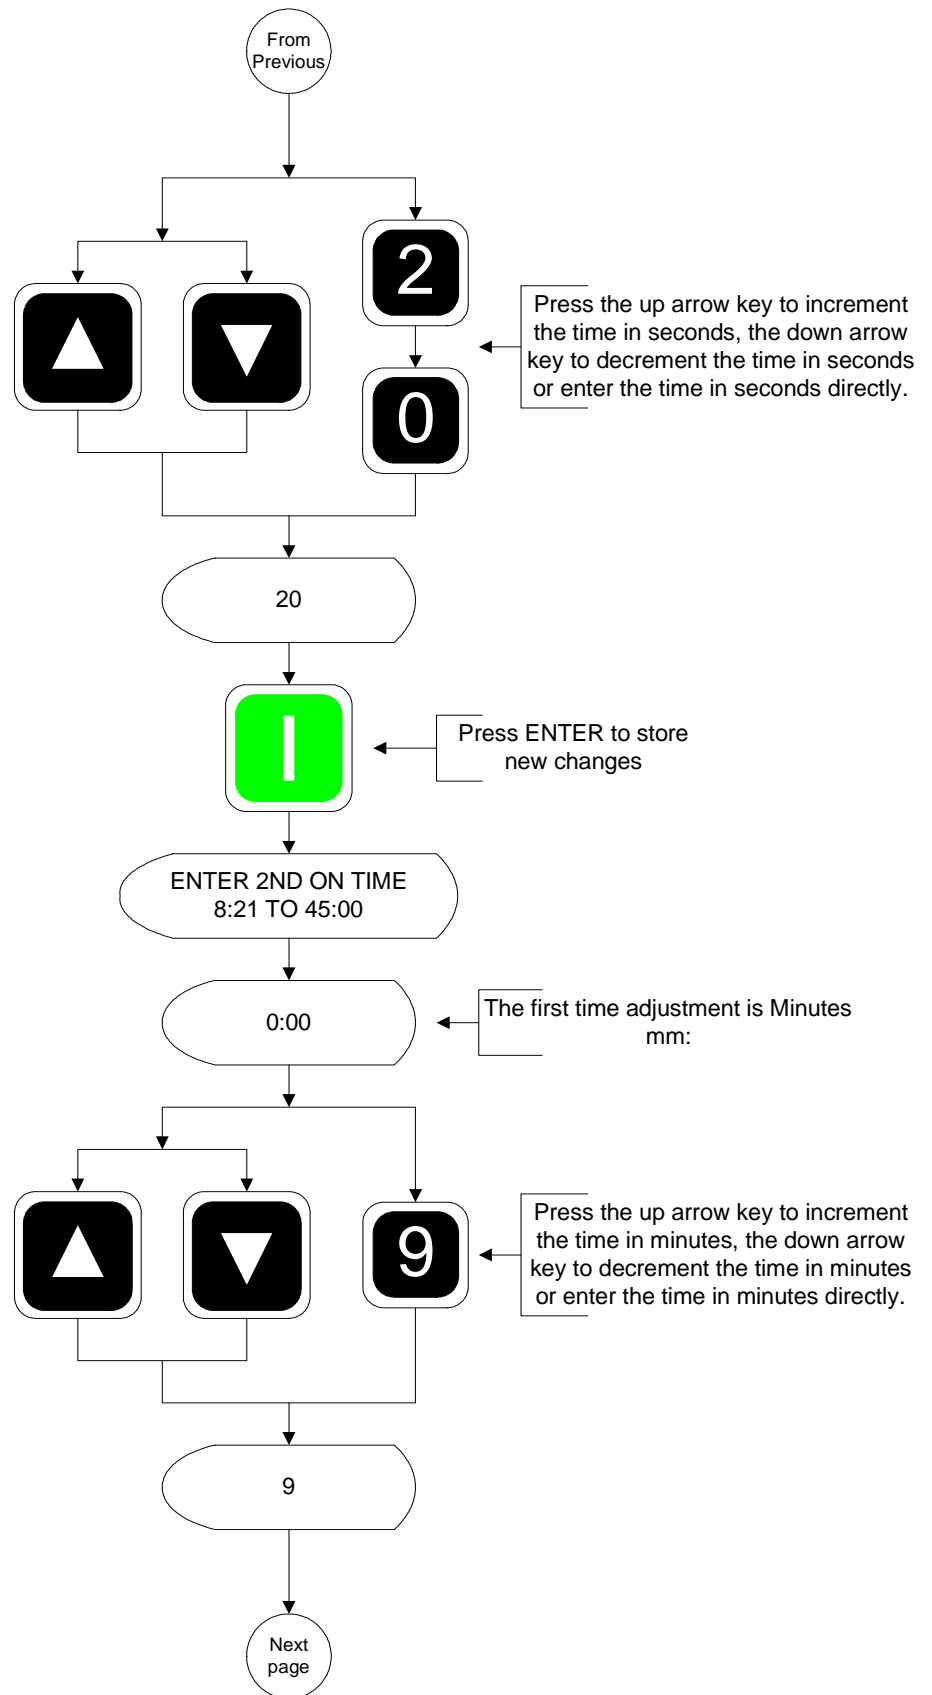 From
Previous
2
0
Press the up arrow key to increment
the time in seconds, the down arrow
key to decrement the time in seconds
or enter the time in seconds directly.
20
I
Press ENTER to store
new changes
ENTER 2ND ON TIME
8:21 TO 45:00
0:00
The first time adjustment is Minutes
mm:
9
Press the up arrow key to increment
the time in minutes, the down arrow
key to decrement the time in minutes
or enter the time in minutes directly.
9
Next
page